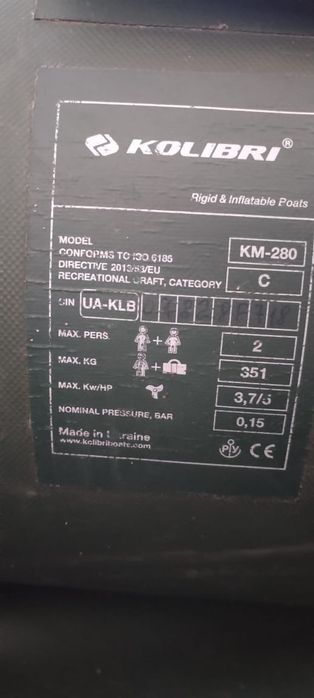 KOLIBRI®
Rigid & Inflatable Boats
MODEL KM-280
CONFORMS TO ISO 6185
DIRECTIVE 2013/53/EU
RECREATIONAL CRAFT, CATEGORY C
UA-KLB
MAX. PERS. + 2
MAX. KG + 351
MAX. Kw/HP 3,7/5
NOMINAL PRESSURE, BAR 0,15
Made in Ukraine
www.kolibriboats.com
РУ CE